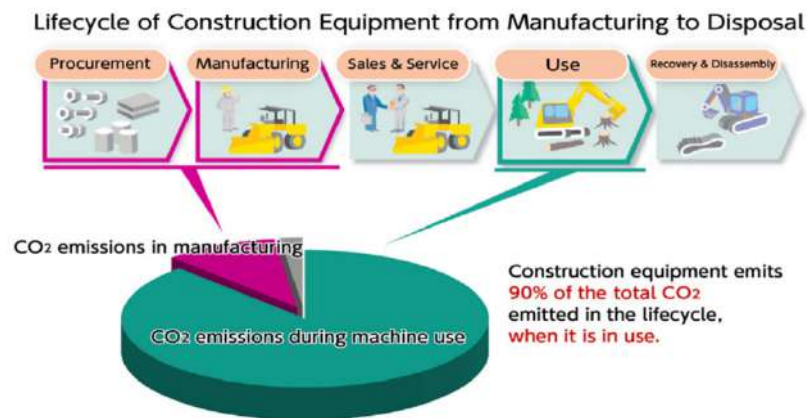 Lifecycle of Construction Equipment from Manufacturing to Disposal
Procurement
Manufacturing
Sales & Service
Use
Recovery & Disassembly
CO2 emissions in manufacturing
CO2 emissions during machine use
Construction equipment emits
90% of the total CO2
emitted in the lifecycle,
when it is in use.